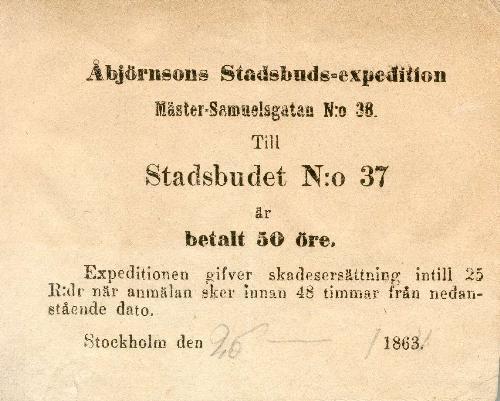 Åbjörnsons Stadsbuds-expedition
Mäster-Samuelsgatan N:o 38.
Till
Stadsbudet N:o 37
är
betalt 50 öre.
Expeditionen gifver skadesersättning intill 25
R:dr när anmälan sker innan 48 timmar från nedan-
stående dato.
Stockholm den 26 — / 1863.